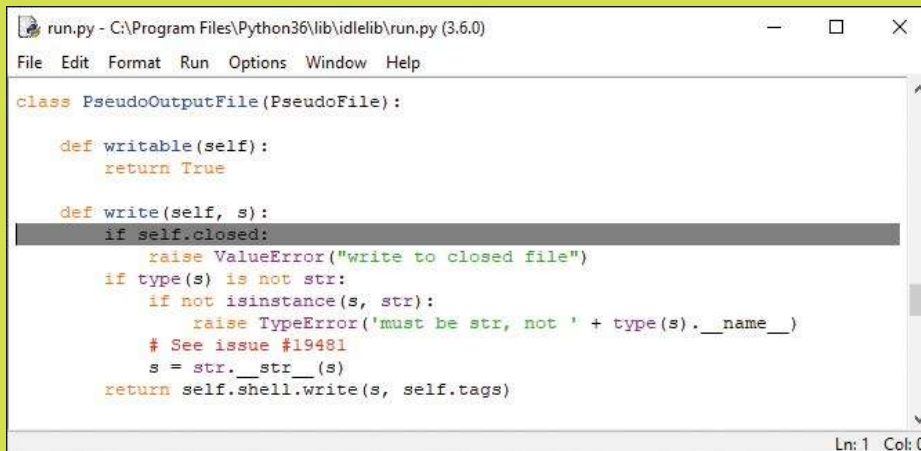 run.py - C:\Program Files\Python36\lib\idlelib\run.py (3.6.0)
File Edit Format Run Options Window Help
class PseudoOutputFile(PseudoFile):
    def writable(self):
        return True
    def write(self, s):
        if self.closed:
            raise ValueError("write to closed file")
        if type(s) is not str:
            if not isinstance(s, str):
                raise TypeError('must be str, not ' + type(s).__name__)
            # See issue #19481
            s = str.__str__(s)
        return self.shell.write(s, self.tags)
Ln: 1 Col: 0